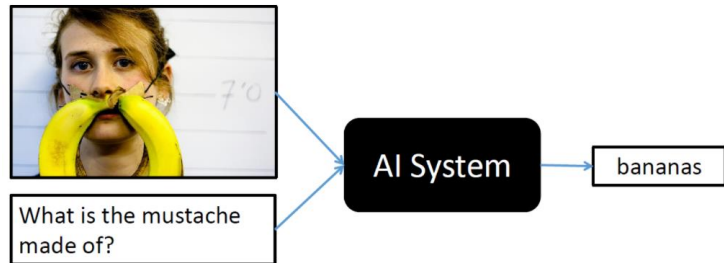 7.0
AI System
bananas
What is the mustache
made of?